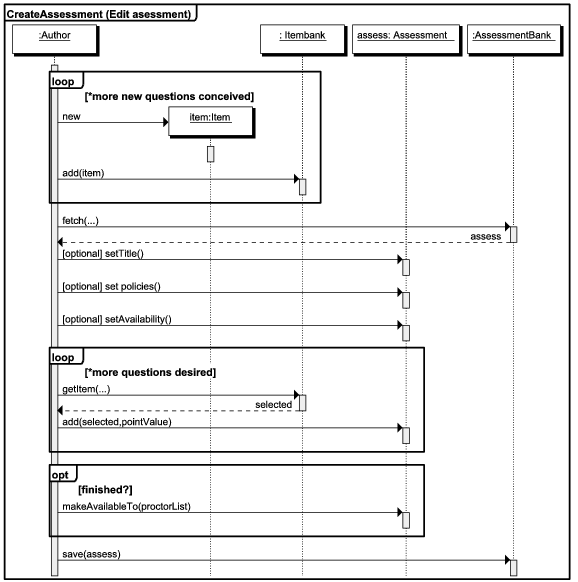 CreateAssessment (Edit asessment)
:Author
: Itembank
assess: Assessment
:AssessmentBank
loop
[*more new questions conceived]
new
item:Item
add(item)
fetch(...)
assess
[optional] setTitle()
[optional] set policies()
[optional] setAvailability()
loop
[*more questions desired]
getItem(...)
selected
add(selected,pointValue)
opt
[finished?]
makeAvailableTo(proctorList)
save(assess)